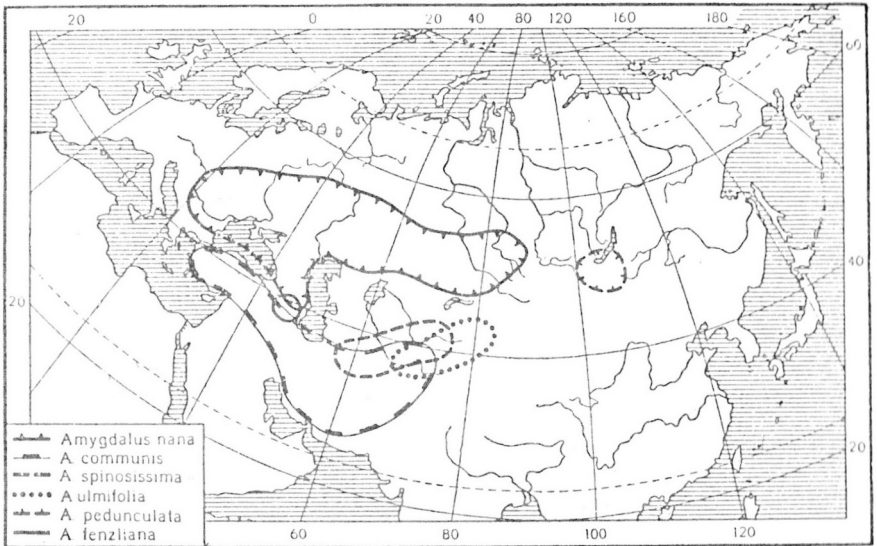 20 0 20 40 80 120 160 180
60
40
20
20
Amygdalus nana
A. communis
A. spinosissima
A. ulmifolia
A. pedunculata
A. fenzliana
60 80 100 120